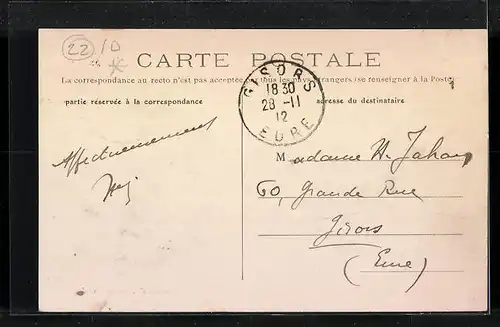 22/D
CARTE POSTALE
La correspondance au recto n'est pas acceptée par tous les pays étrangers (se renseigner à la Poste)
partie réservée à la correspondance
adresse du destinataire
GISORS
18 30
28 -11
12
EURE
Affectueusement
Madame H. Jahan
60, Grande Rue
Gisors
(Eure)